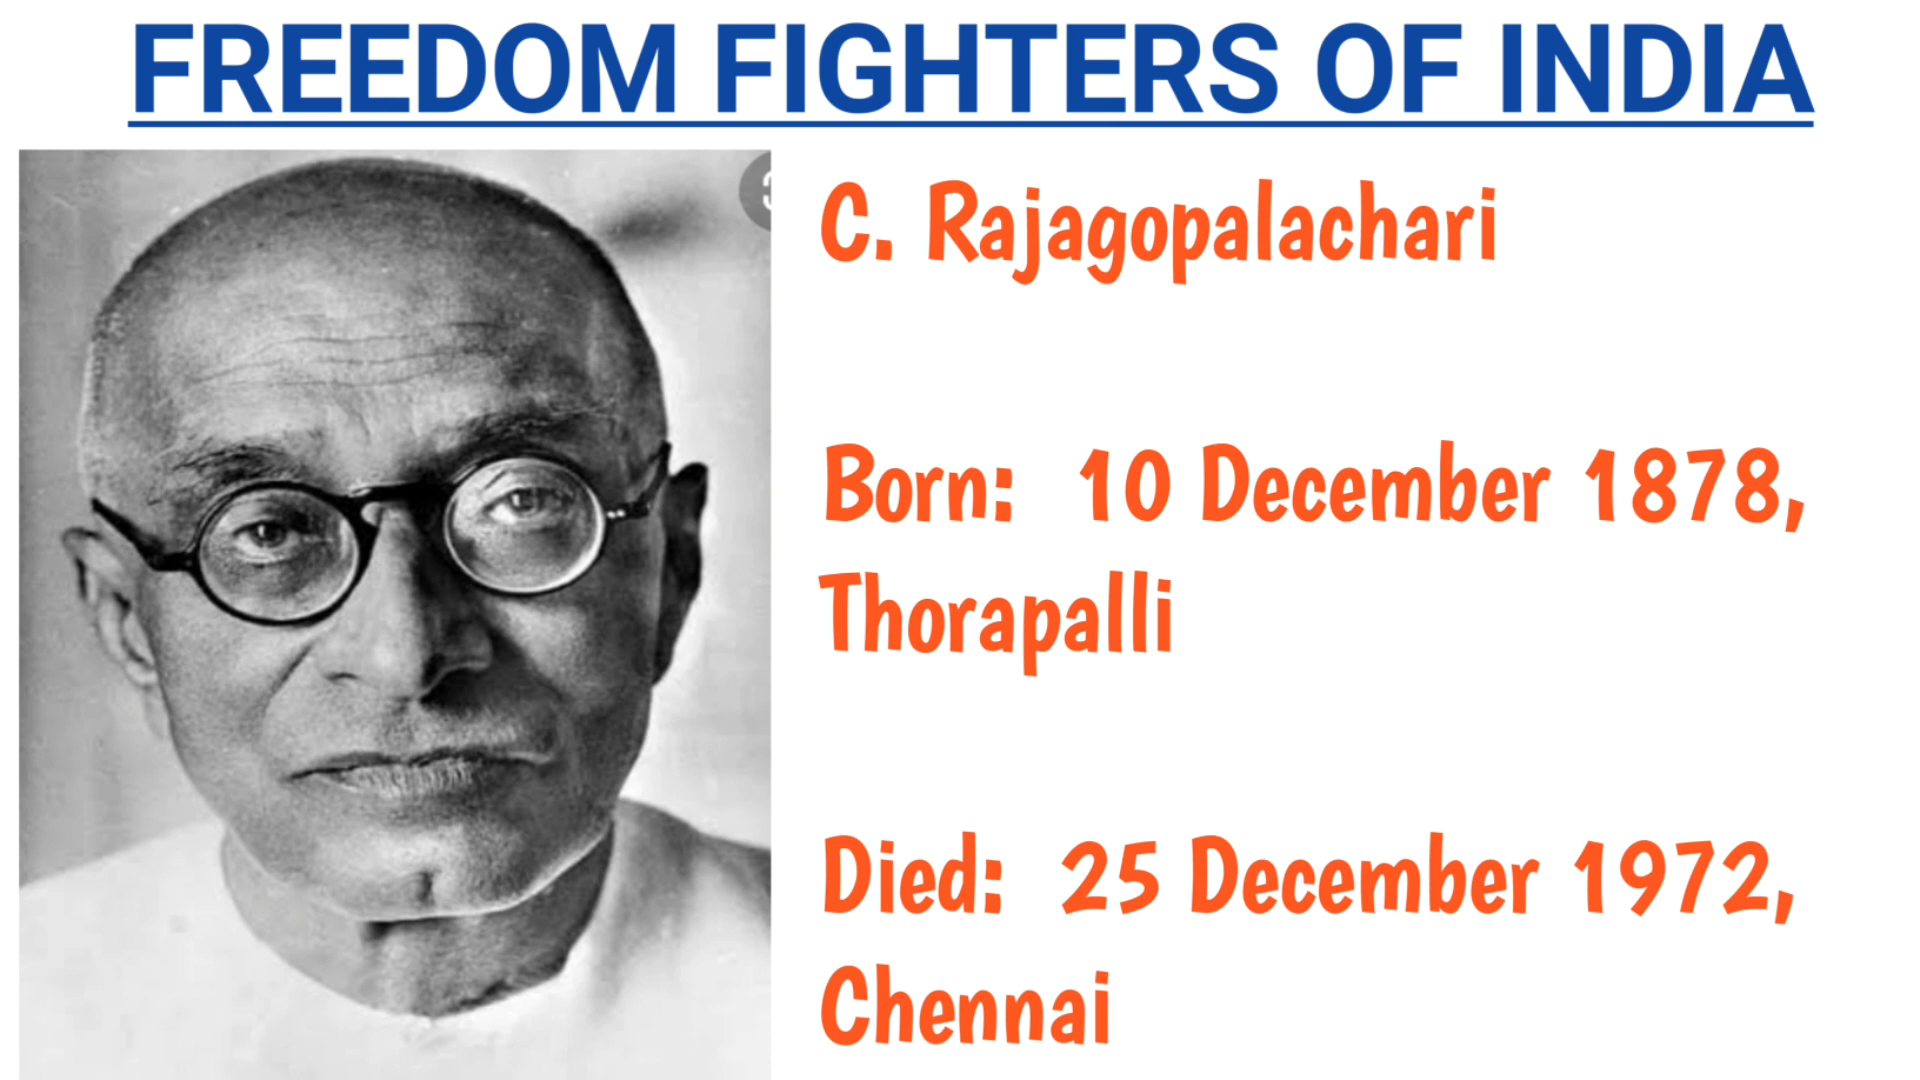 FREEDOM FIGHTERS OF INDIA
C. Rajagopalachari
Born: 10 December 1878,
Thorapalli
Died: 25 December 1972,
Chennai